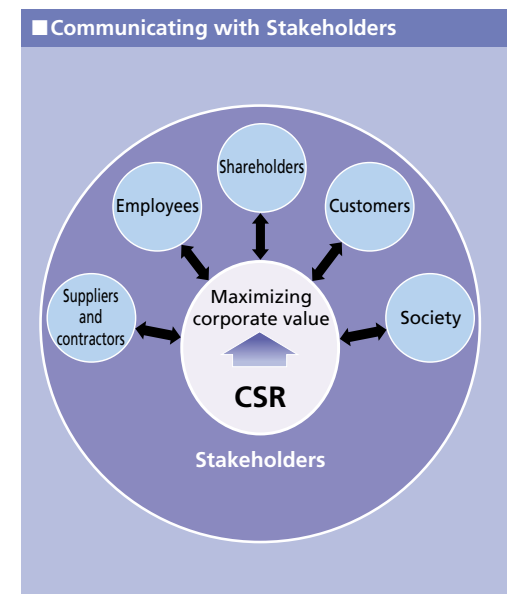 ■Communicating with Stakeholders
Shareholders
Employees
Customers
Suppliers
and
contractors
Maximizing
corporate value
Society
CSR
Stakeholders